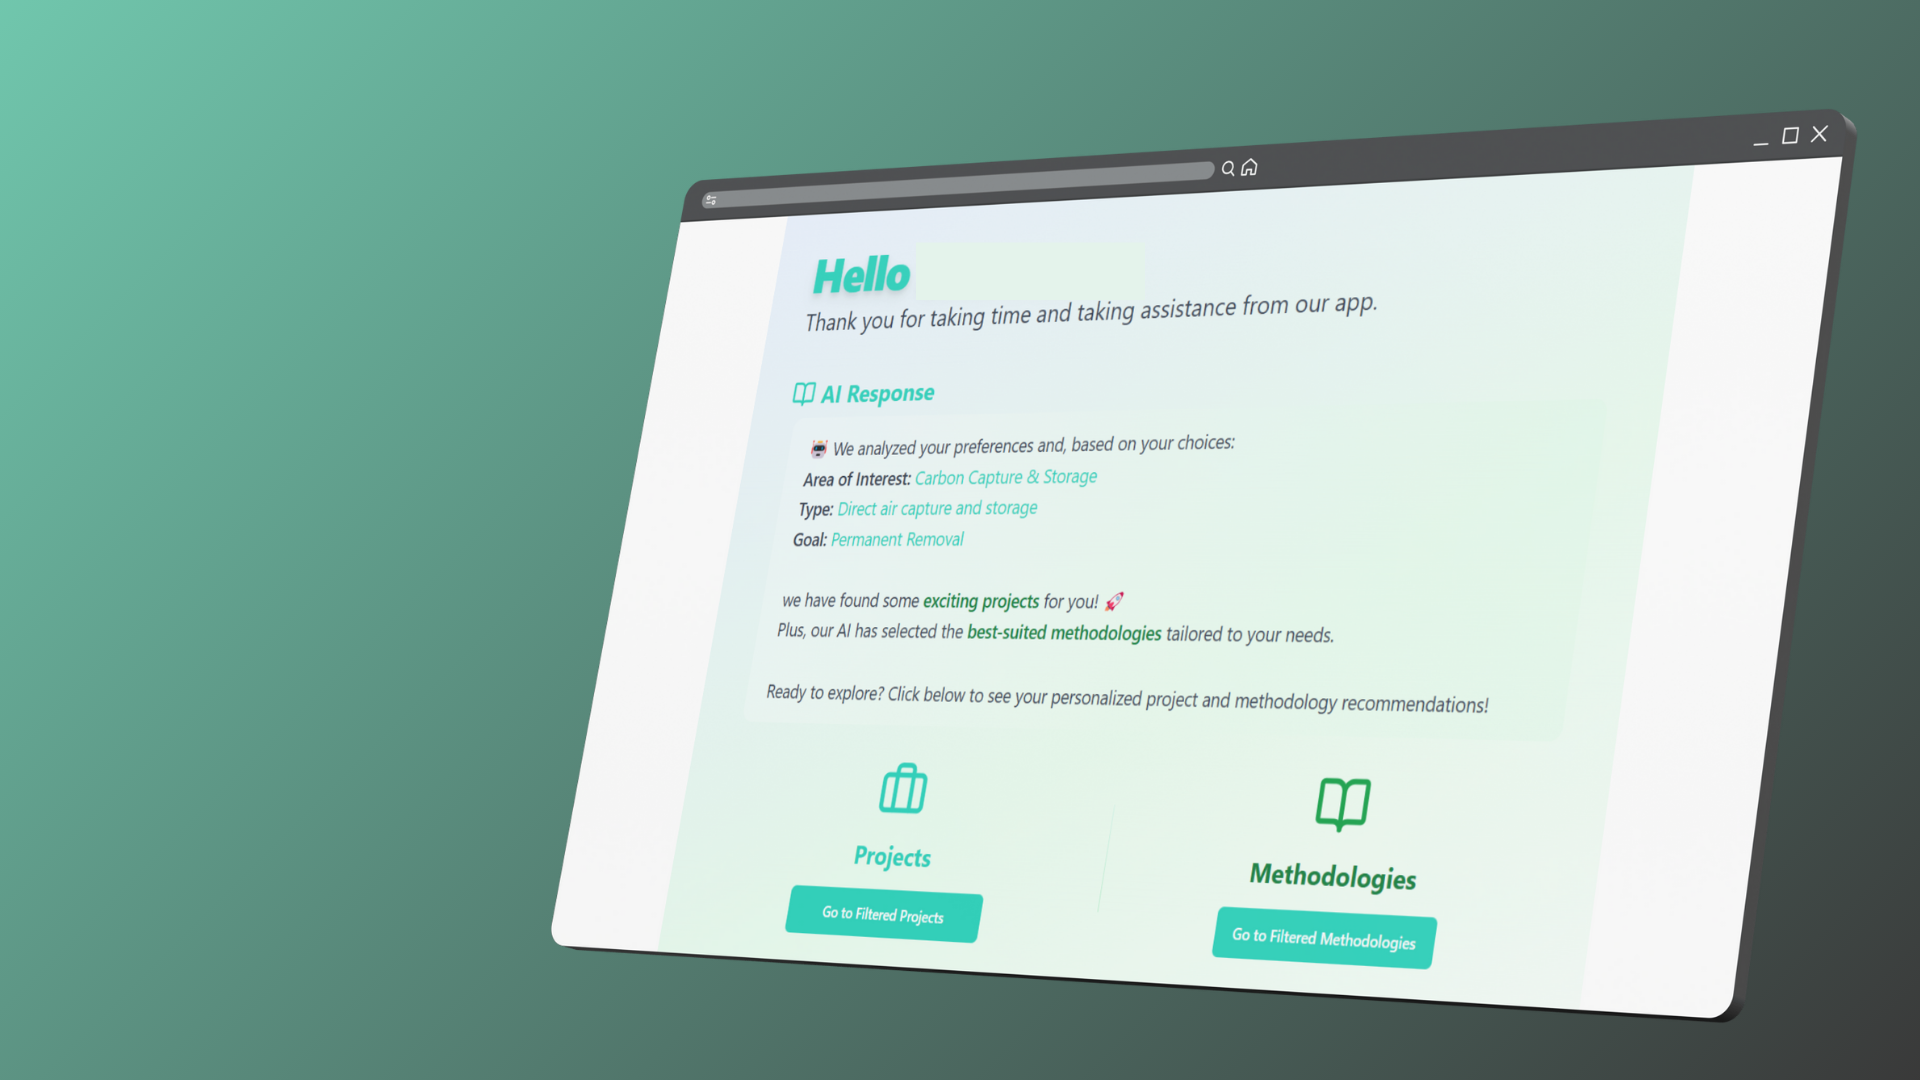 Hello
Thank you for taking time and taking assistance from our app.
AI Response
We analyzed your preferences and, based on your choices:
Area of Interest: Carbon Capture & Storage
Type: Direct air capture and storage
Goal: Permanent Removal
we have found some exciting projects for you!
Plus, our AI has selected the best-suited methodologies tailored to your needs.
Ready to explore? Click below to see your personalized project and methodology recommendations!
Projects
Go to Filtered Projects
Methodologies
Go to Filtered Methodologies